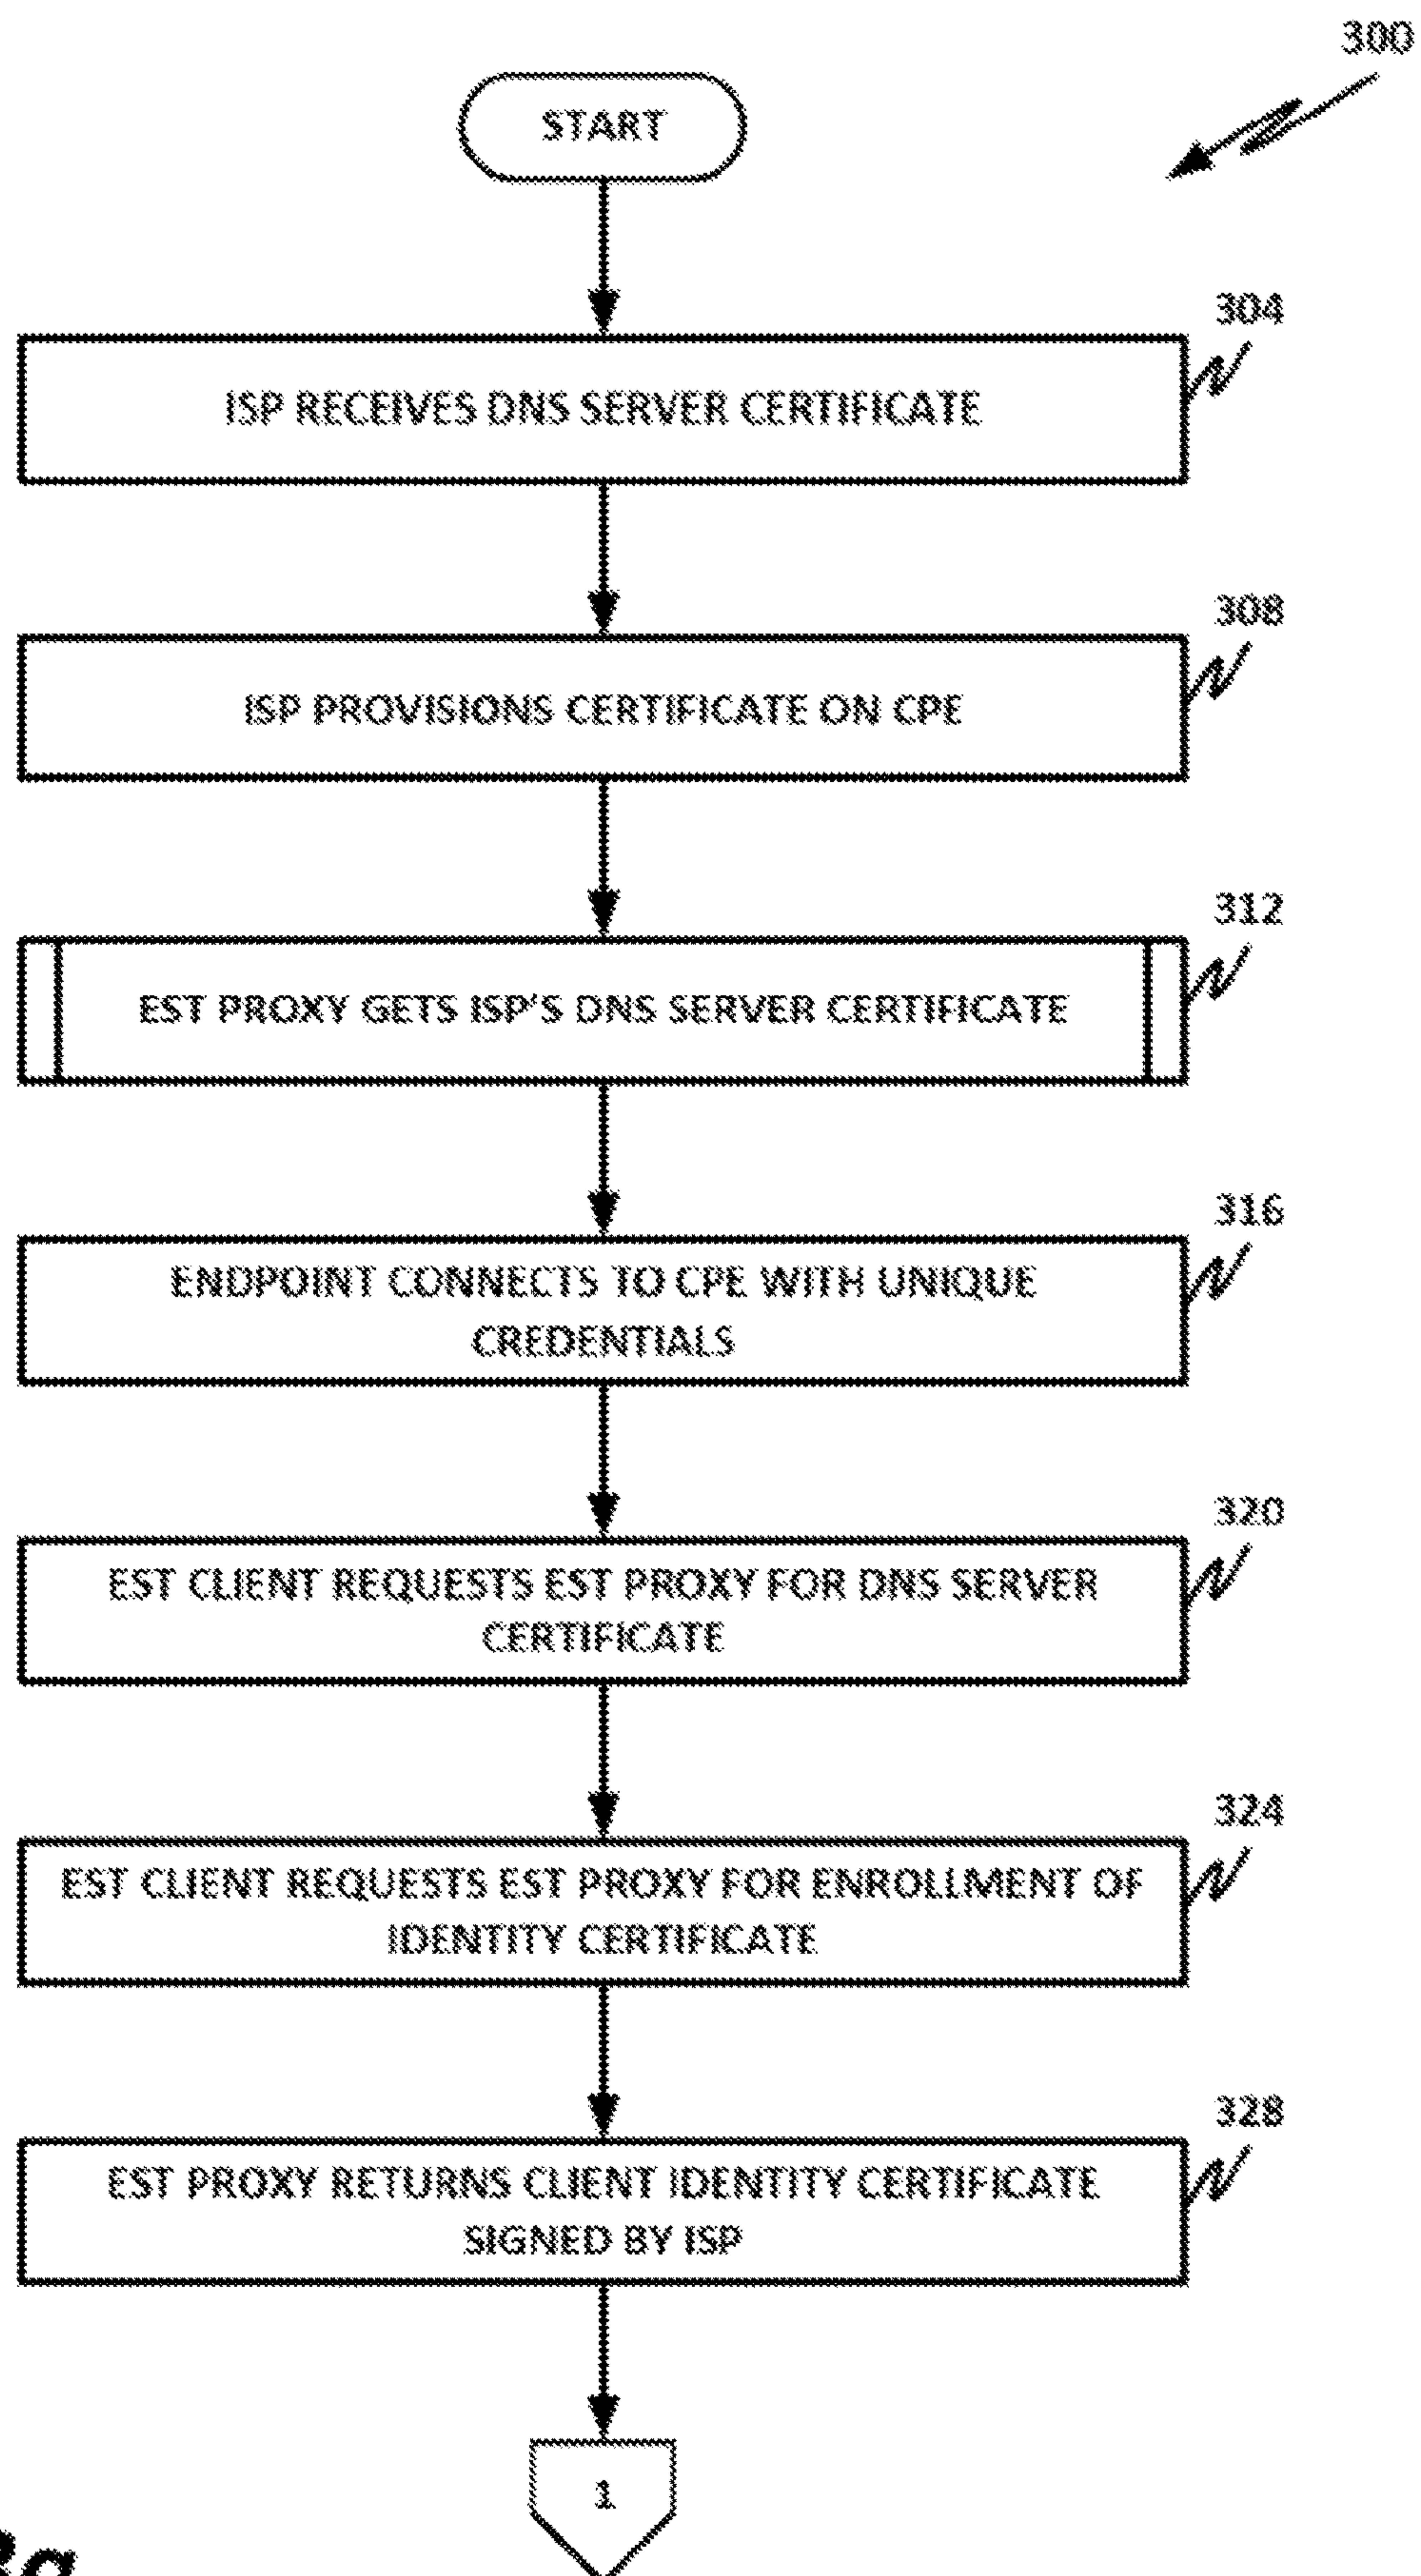 300
START
304
ISP RECEIVES DNS SERVER CERTIFICATE
308
ISP PROVISIONS CERTIFICATE ON CPE
312
EST PROXY GETS ISP'S DNS SERVER CERTIFICATE
316
ENDPOINT CONNECTS TO CPE WITH UNIQUE
CREDENTIALS
320
EST CLIENT REQUESTS EST PROXY FOR DNS SERVER
CERTIFICATE
324
EST CLIENT REQUESTS EST PROXY FOR ENROLLMENT OF
IDENTITY CERTIFICATE
328
EST PROXY RETURNS CLIENT IDENTITY CERTIFICATE
SIGNED BY ISP
1